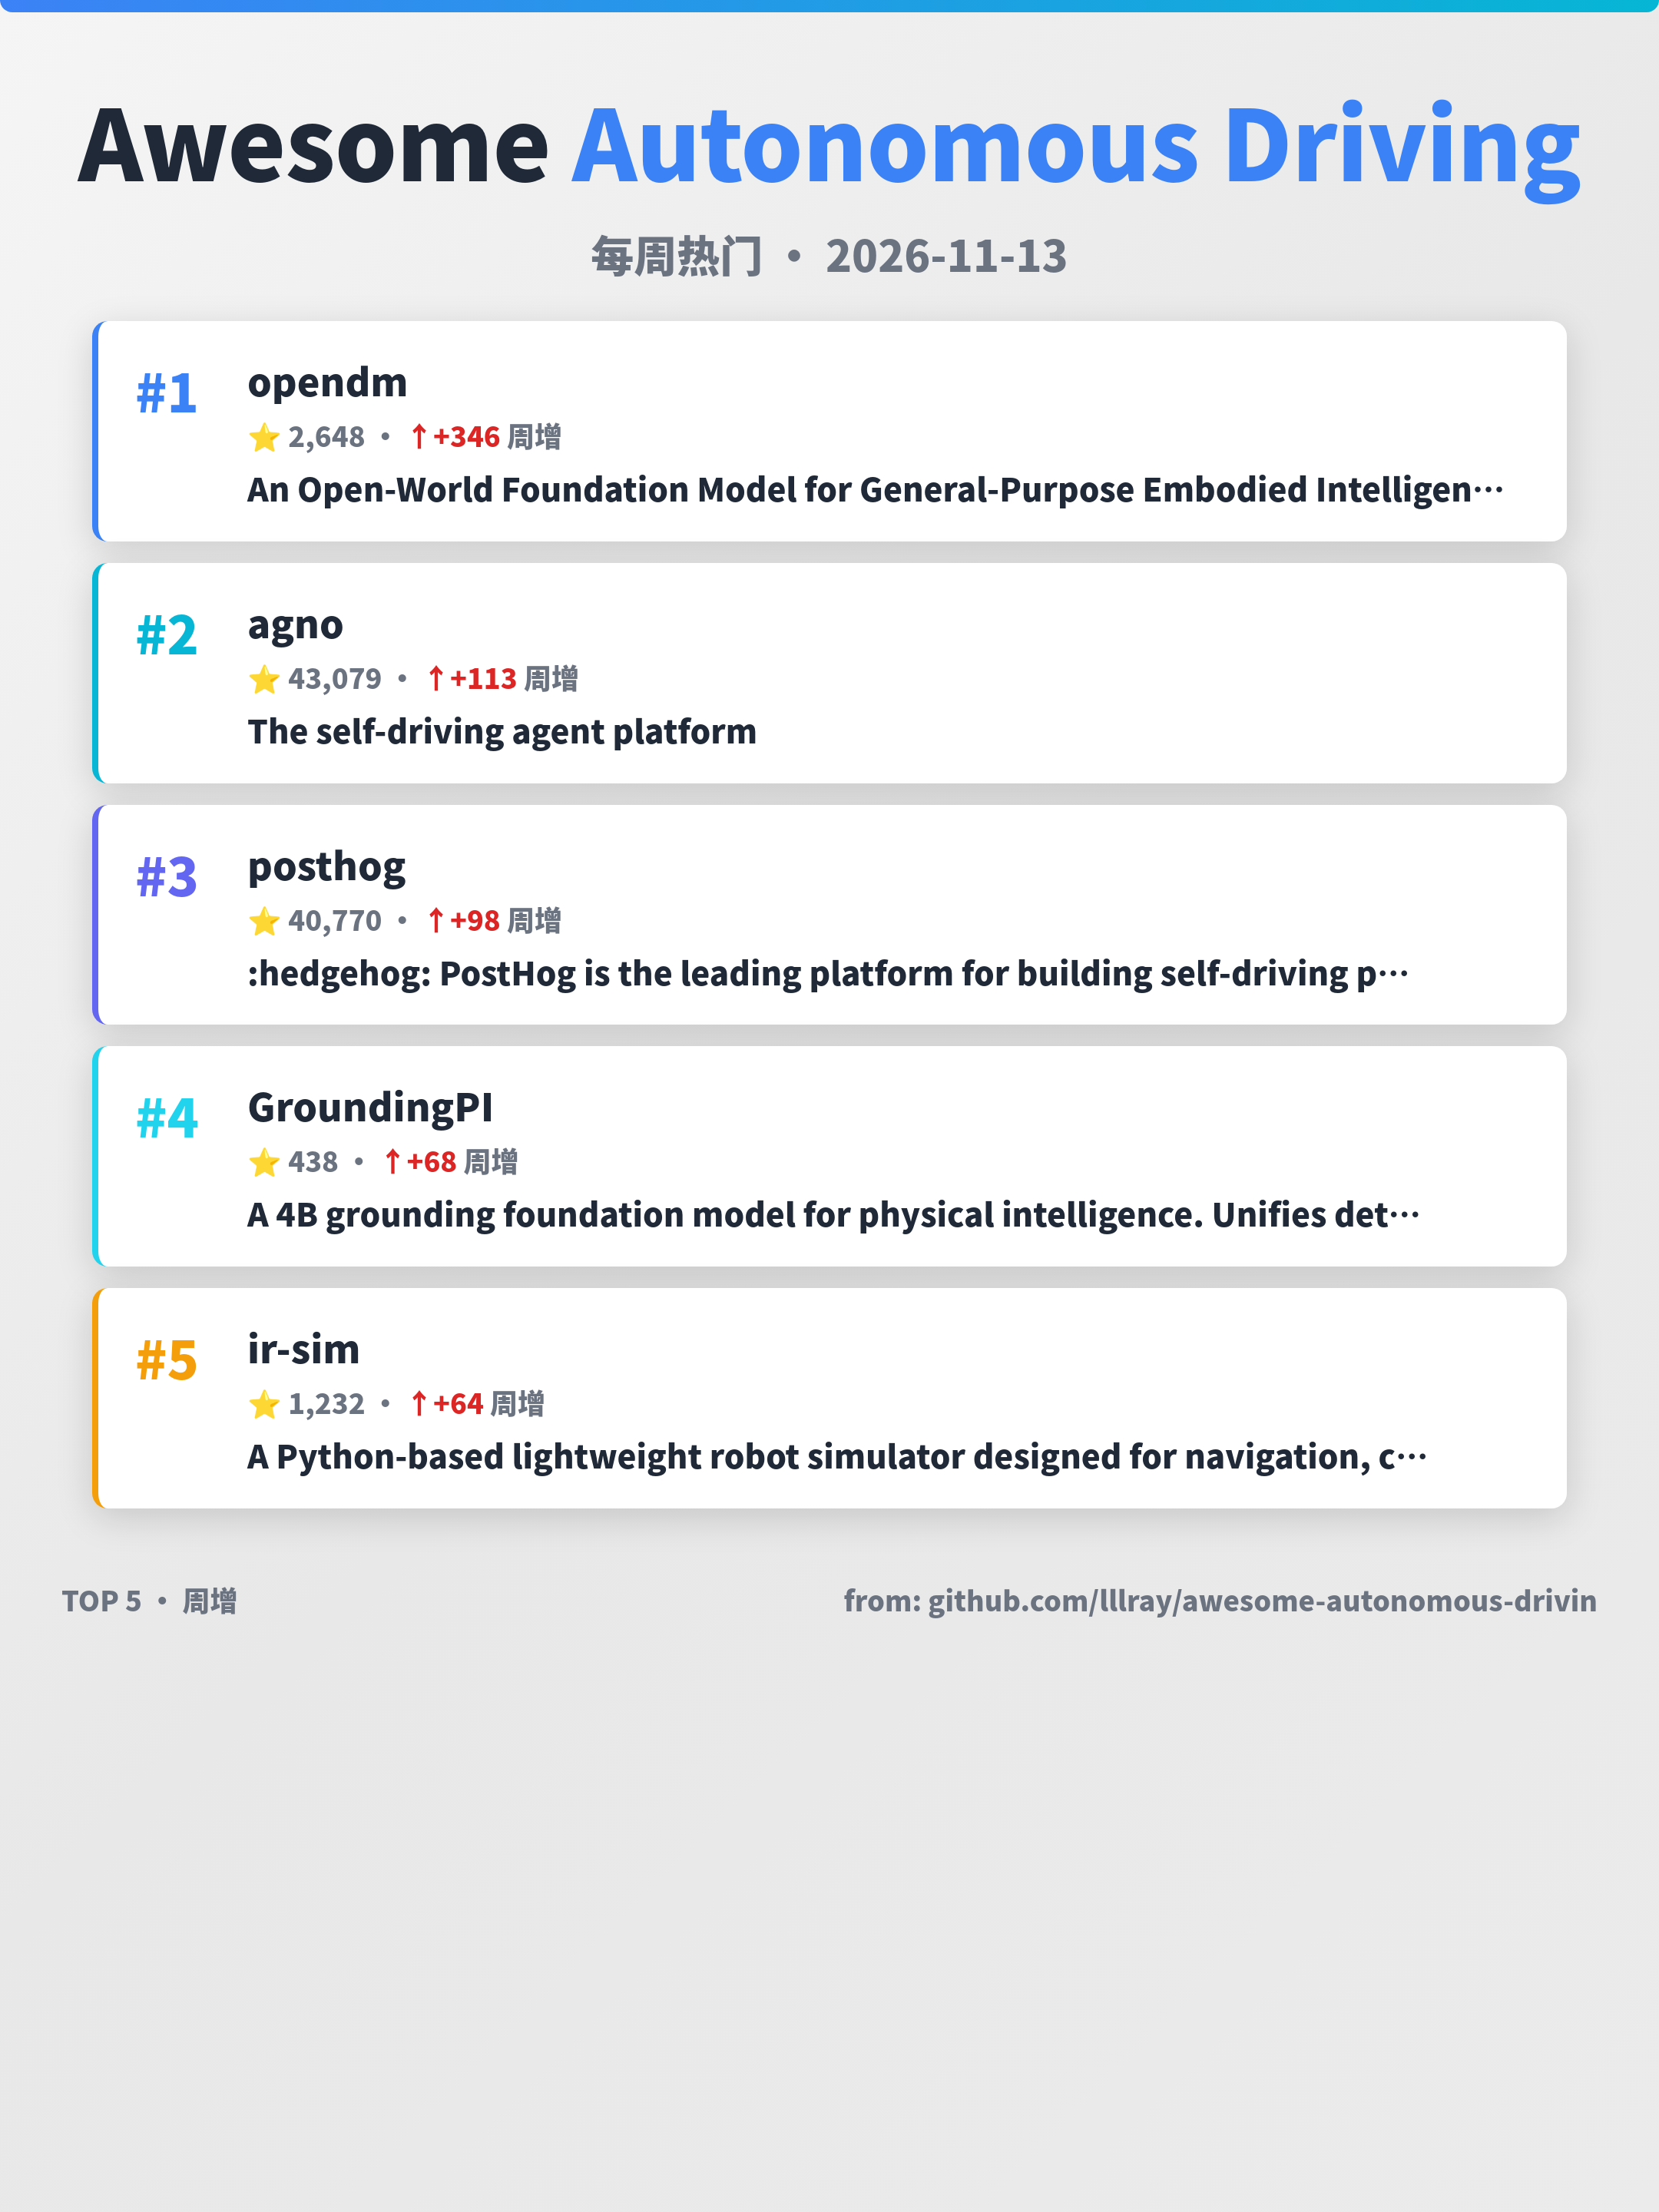 Awesome Autonomous Driving
每周热门 • 2026-11-13
#1
opendm
⭐ 2,648 • ↑+346 周增
An Open-World Foundation Model for General-Purpose Embodied Intelligen…
#2
agno
⭐ 43,079 • ↑+113 周增
The self-driving agent platform
#3
posthog
⭐ 40,770 • ↑+98 周增
:hedgehog: PostHog is the leading platform for building self-driving p…
#4
GroundingPI
⭐ 438 • ↑+68 周增
A 4B grounding foundation model for physical intelligence. Unifies det…
#5
ir-sim
⭐ 1,232 • ↑+64 周增
A Python-based lightweight robot simulator designed for navigation, c…
TOP 5 • 周增
from: github.com/lllray/awesome-autonomous-drivin